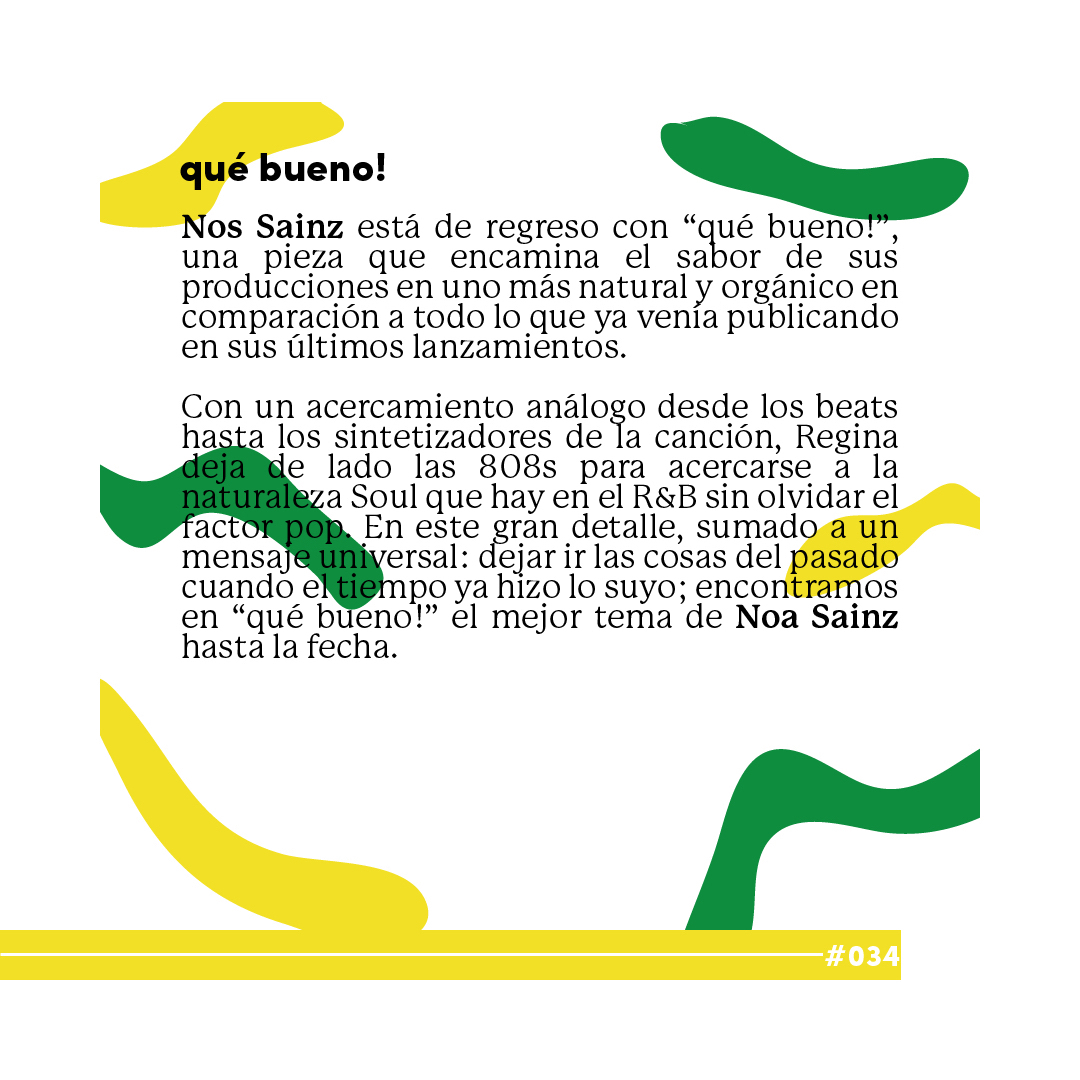 qué bueno!
Nos Sainz está de regreso con “qué bueno!”,
una pieza que encamina el sabor de sus
producciones en uno más natural y orgánico en
comparación a todo lo que ya venía publicando
en sus últimos lanzamientos.
Con un acercamiento análogo desde los beats
hasta los sintetizadores de la canción, Regina
deja de lado las 808s para acercarse a la
naturaleza Soul que hay en el R&B sin olvidar el
factor pop. En este gran detalle, sumado a un
mensaje universal: dejar ir las cosas del pasado
cuando el tiempo ya hizo lo suyo; encontramos
en “qué bueno!” el mejor tema de Noa Sainz
hasta la fecha.
#034